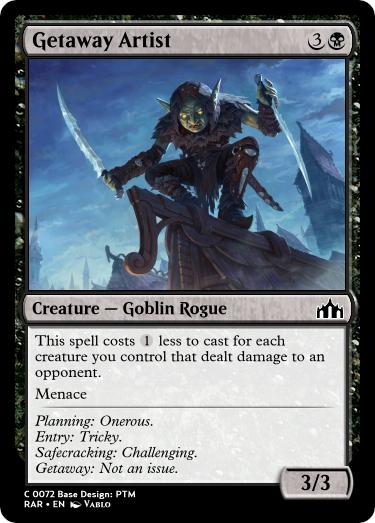 Getaway Artist 3
Creature — Goblin Rogue
This spell costs 1 less to cast for each
creature you control that dealt damage to an
opponent.
Menace
Planning: Onerous.
Entry: Tricky.
Safecracking: Challenging.
Getaway: Not an issue.
3/3
C 0072 Base Design: PTM
RAR • EN VABLO